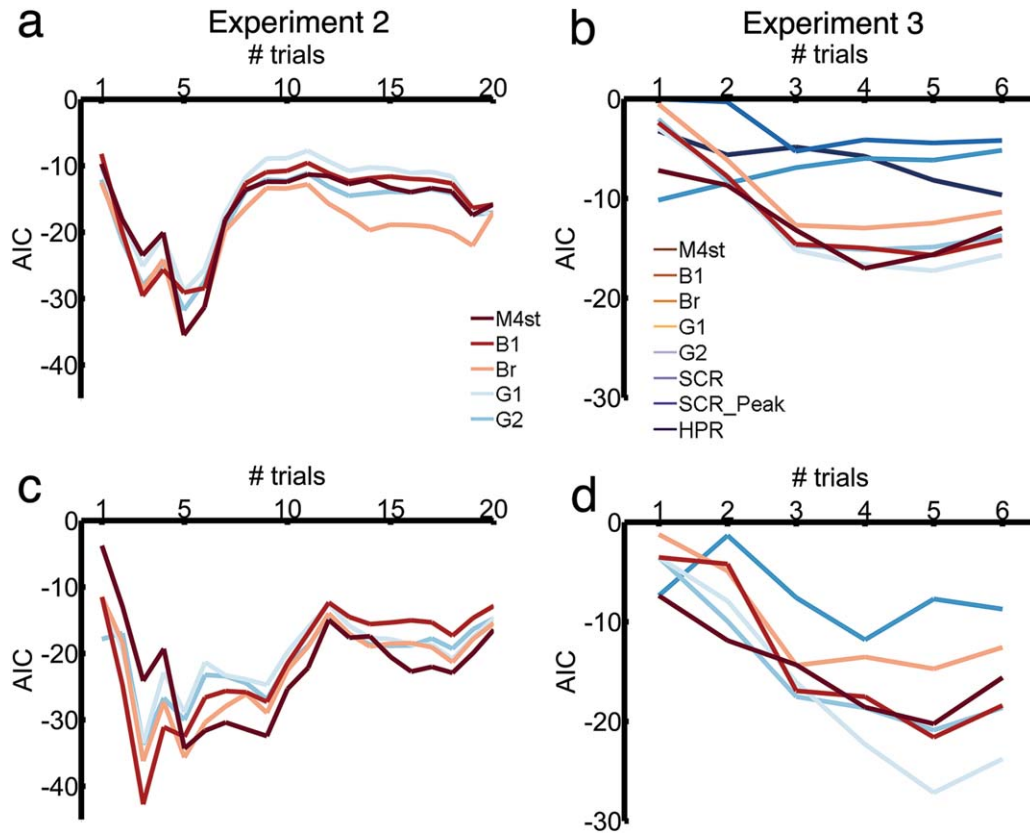 a
Experiment 2
# trials
1 5 10 15 20
0
-10
-20
-30
-40
AIC
M4st
B1
Br
G1
G2
b
Experiment 3
# trials
1 2 3 4 5 6
0
-10
-20
-30
AIC
M4st
B1
Br
G1
G2
SCR
SCR_Peak
HPR
c
# trials
1 5 10 15 20
0
-10
-20
-30
-40
AIC
d
# trials
1 2 3 4 5 6
0
-10
-20
-30
AIC